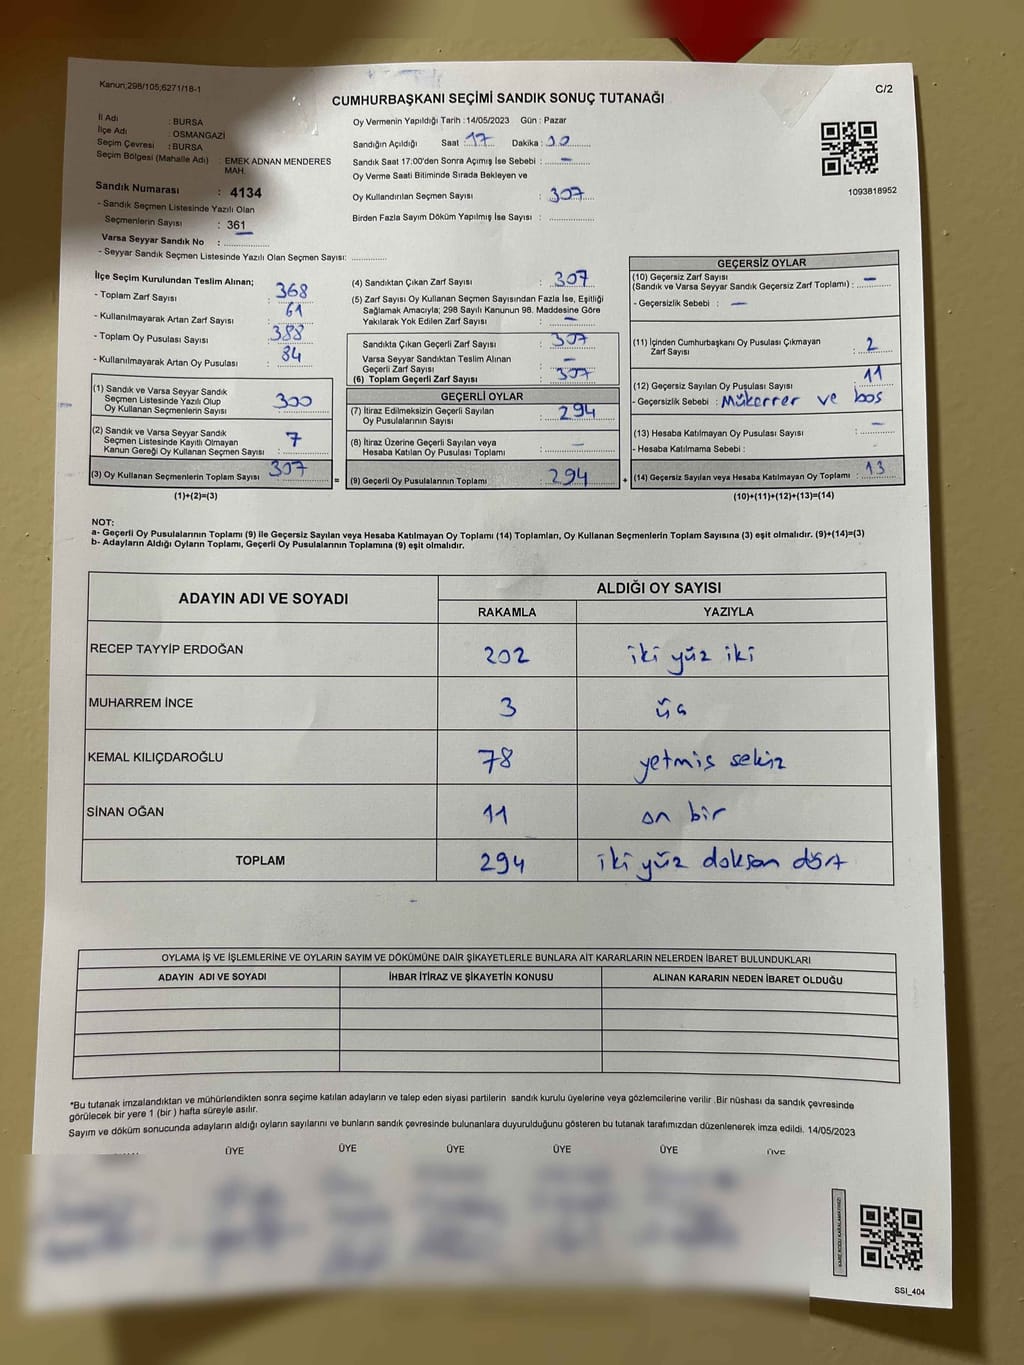 Kanun;298/105;6271/18-1
C/2
CUMHURBAŞKANI SEÇİMİ SANDIK SONUÇ TUTANAĞI
İl Adı : BURSA
İlçe Adı : OSMANGAZİ
Seçim Çevresi : BURSA
Seçim Bölgesi (Mahalle Adı) : EMEK ADNAN MENDERES MAH.
Sandık Numarası : 4134
- Sandık Seçmen Listesinde Yazılı Olan
Seçmenlerin Sayısı : 361
Varsa Seyyar Sandık No :
- Seyyar Sandık Seçmen Listesinde Yazılı Olan Seçmen Sayısı:
Oy Vermenin Yapıldığı Tarih :14/05/2023 Gün : Pazar
Sandığın Açıldığı Saat : 17 Dakika :
Sandık Saat 17:00'den Sonra Açımış İse Sebebi : -
Oy Verme Saati Bitiminde Sırada Bekleyen ve
Oy Kullandırılan Seçmen Sayısı : 307
Birden Fazla Sayım Döküm Yapılmış İse Sayısı :
1093818952
İlçe Seçim Kurulundan Teslim Alınan;
- Toplam Zarf Sayısı : 368
- Kullanılmayarak Artan Zarf Sayısı : 61
- Toplam Oy Pusulası Sayısı : 388
- Kullanılmayarak Artan Oy Pusulası : 84
(1) Sandık ve Varsa Seyyar Sandık
Seçmen Listesinde Yazılı Olup
Oy Kullanan Seçmenlerin Sayısı : 300
(2) Sandık ve Varsa Seyyar Sandık
Seçmen Listesinde Kayıtlı Olmayan
Kanun Gereği Oy Kullanan Seçmen Sayısı : 7
(3) Oy Kullanan Seçmenlerin Toplam Sayısı : 307
(1)+(2)=(3)
(4) Sandıktan Çıkan Zarf Sayısı : 307
(5) Zarf Sayısı Oy Kullanan Seçmen Sayısından Fazla İse, Eşitliği
Sağlamak Amacıyla; 298 Sayılı Kanunun 98. Maddesine Göre
Yakılarak Yok Edilen Zarf Sayısı : -
Sandıkta Çıkan Geçerli Zarf Sayısı : 307
Varsa Seyyar Sandıktan Teslim Alınan
Geçerli Zarf Sayısı : -
(6) Toplam Geçerli Zarf Sayısı : 307
GEÇERLİ OYLAR
(7) İtiraz Edilmeksizin Geçerli Sayılan
Oy Pusulalarının Sayısı : 294
(8) İtiraz Üzerine Geçerli Sayılan veya
Hesaba Katılan Oy Pusulası Toplamı : -
= (9) Geçerli Oy Pusulalarının Toplamı : 294
GEÇERSİZ OYLAR
(10) Geçersiz Zarf Sayısı
(Sandık ve Varsa Seyyar Sandık Geçersiz Zarf Toplamı) : -
- Geçersizlik Sebebi : -
(11) İçinden Cumhurbaşkanı Oy Pusulası Çıkmayan
Zarf Sayısı : 2
(12) Geçersiz Sayılan Oy Pusulası Sayısı : 11
- Geçersizlik Sebebi : Mükerrer ve boş
(13) Hesaba Katılmayan Oy Pusulası Sayısı : -
- Hesaba Katılmama Sebebi :
+ (14) Geçersiz Sayılan veya Hesaba Katılmayan Oy Toplamı : 13
(10)+(11)+(12)+(13)=(14)
NOT:
a- Geçerli Oy Pusulalarının Toplamı (9) ile Geçersiz Sayılan veya Hesaba Katılmayan Oy Toplamı (14) Toplamları, Oy Kullanan Seçmenlerin Toplam Sayısına (3) eşit olmalıdır. (9)+(14)=(3)
b- Adayların Aldığı Oyların Toplamı, Geçerli Oy Pusulalarının Toplamına (9) eşit olmalıdır.
ADAYIN ADI VE SOYADI
ALDIĞI OY SAYISI
RAKAMLA YAZIYLA
RECEP TAYYİP ERDOĞAN 202 iki yüz iki
MUHARREM İNCE 3 üç
KEMAL KILIÇDAROĞLU 78 yetmiş sekiz
SİNAN OĞAN 11 on bir
TOPLAM 294 iki yüz doksan dört
OYLAMA İŞ VE İŞLEMLERİNE VE OYLARIN SAYIM VE DÖKÜMÜNE DAİR ŞİKAYETLERLE BUNLARA AİT KARARLARIN NELERDEN İBARET BULUNDUKLARI
ADAYIN ADI VE SOYADI İHBAR İTİRAZ VE ŞİKAYETİN KONUSU ALINAN KARARIN NEDEN İBARET OLDUĞU
*Bu tutanak imzalandıktan ve mühürlendikten sonra seçime katılan adayların ve talep eden siyasi partilerin sandık kurulu üyelerine veya gözlemcilerine verilir .Bir nüshası da sandık çevresinde
görülecek bir yere 1 (bir ) hafta süreyle asılır.
Sayım ve döküm sonucunda adayların aldığı oyların sayılarını ve bunların sandık çevresinde bulunanlara duyurulduğunu gösteren bu tutanak tarafımızdan düzenlenerek imza edildi. 14/05/2023
ÜYE ÜYE ÜYE ÜYE ÜYE ÜYE
SSİ_404